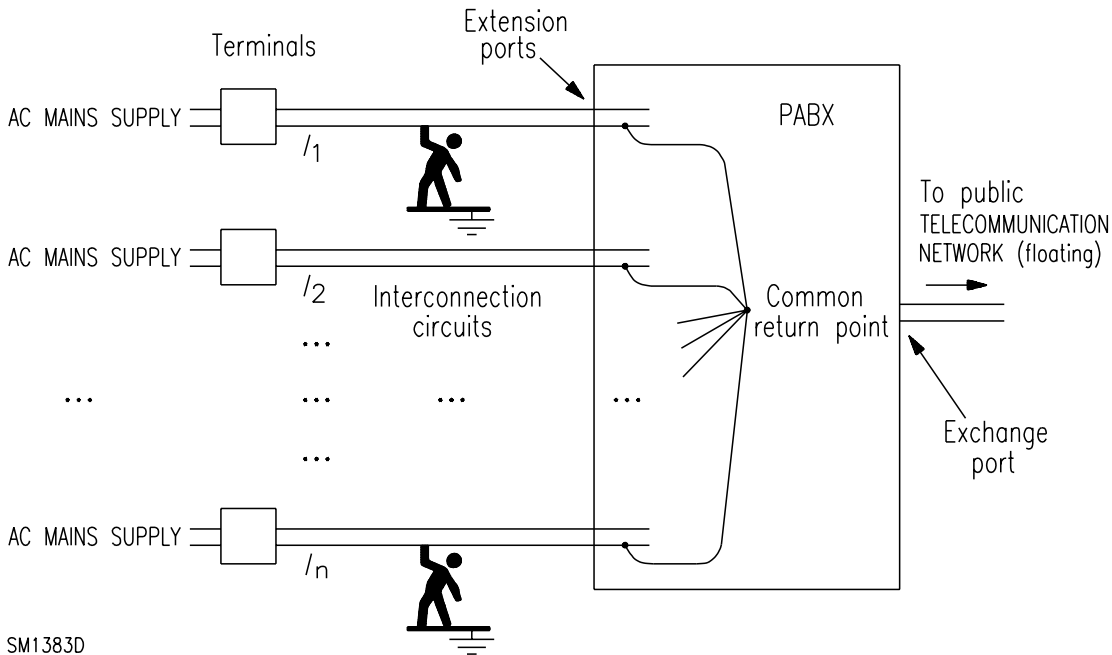 Terminals
Extension
ports
AC MAINS SUPPLY
I1
PABX
To public
TELECOMMUNICATION
NETWORK (floating)
AC MAINS SUPPLY
I2
Interconnection
circuits
Common
return point
...
...
...
...
...
...
Exchange
port
AC MAINS SUPPLY
In
SM1383D